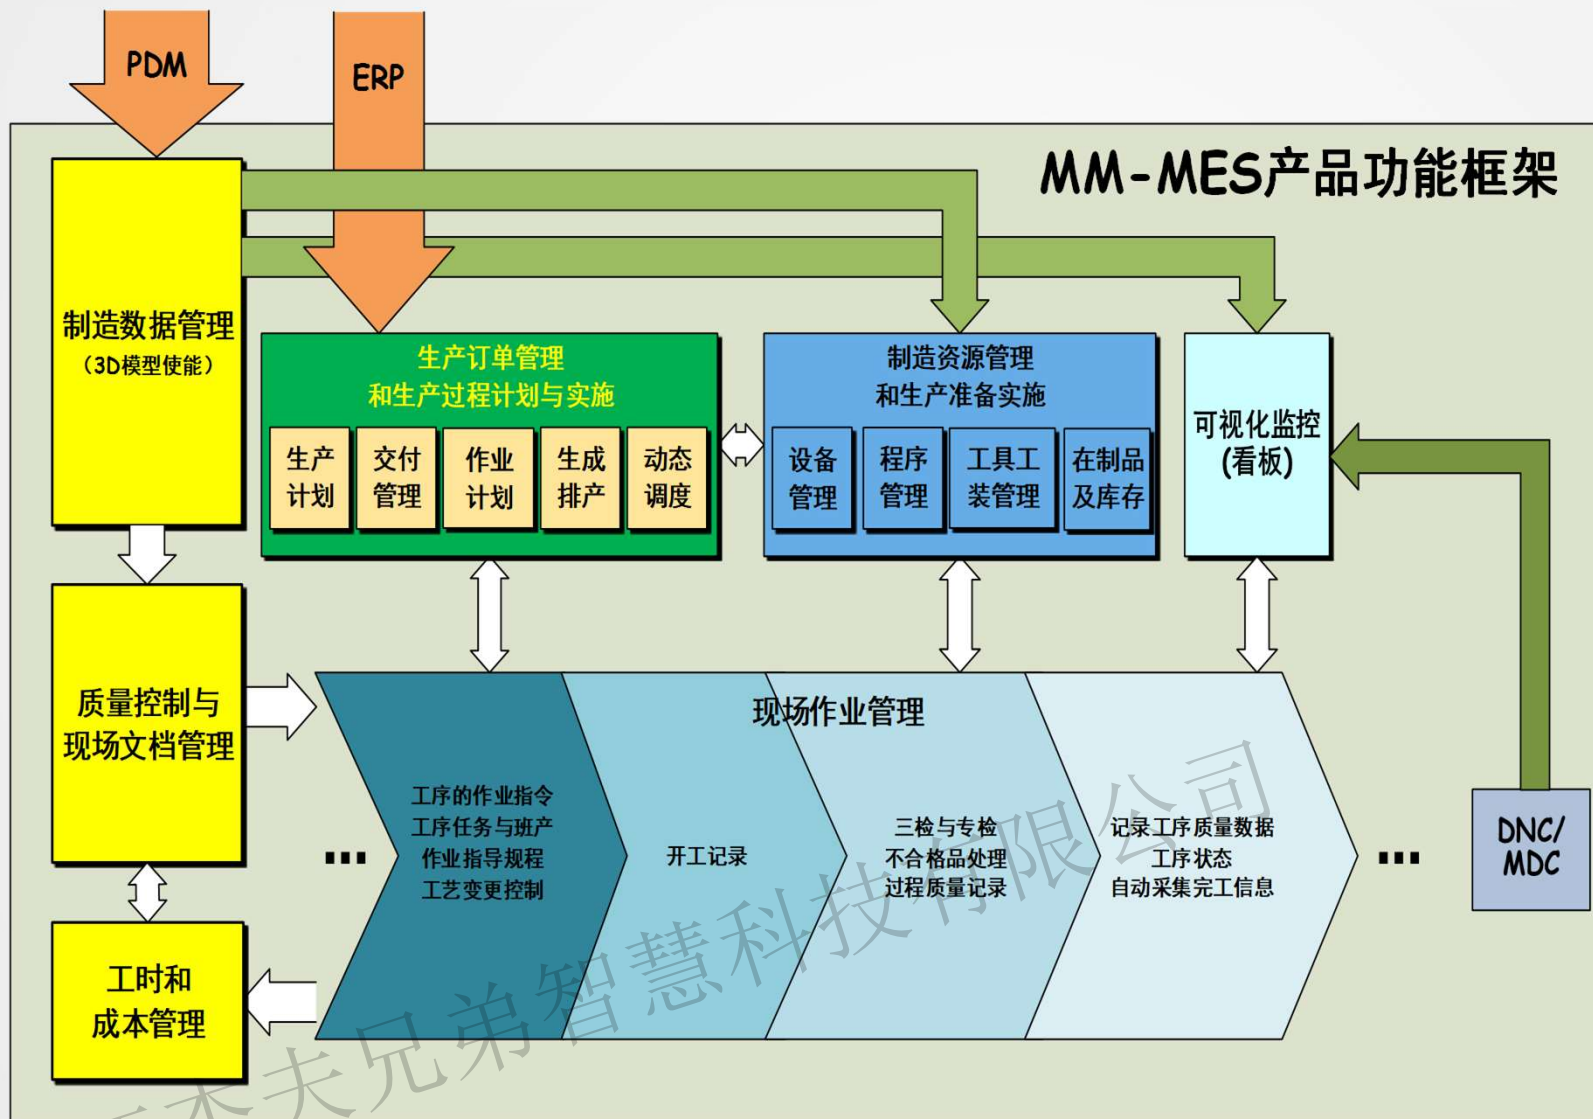 PDM
ERP
MM-MES产品功能框架
制造数据管理
(3D模型使能)
生产订单管理
和生产过程计划与实施
生产
计划
交付
管理
作业
计划
生成
排产
动态
调度
制造资源管理
和生产准备实施
设备
管理
程序
管理
工具工
装管理
在制品
及库存
可视化监控
(看板)
质量控制与
现场文档管理
现场作业管理
...
工序的作业指令
工序任务与班产
作业指导规程
工艺变更控制
开工记录
三检与专检
不合格品处理
过程质量记录
记录工序质量数据
工序状态
自动采集完工信息
...
DNC/
MDC
工时和
成本管理
夫兄弟智慧科技有限公司